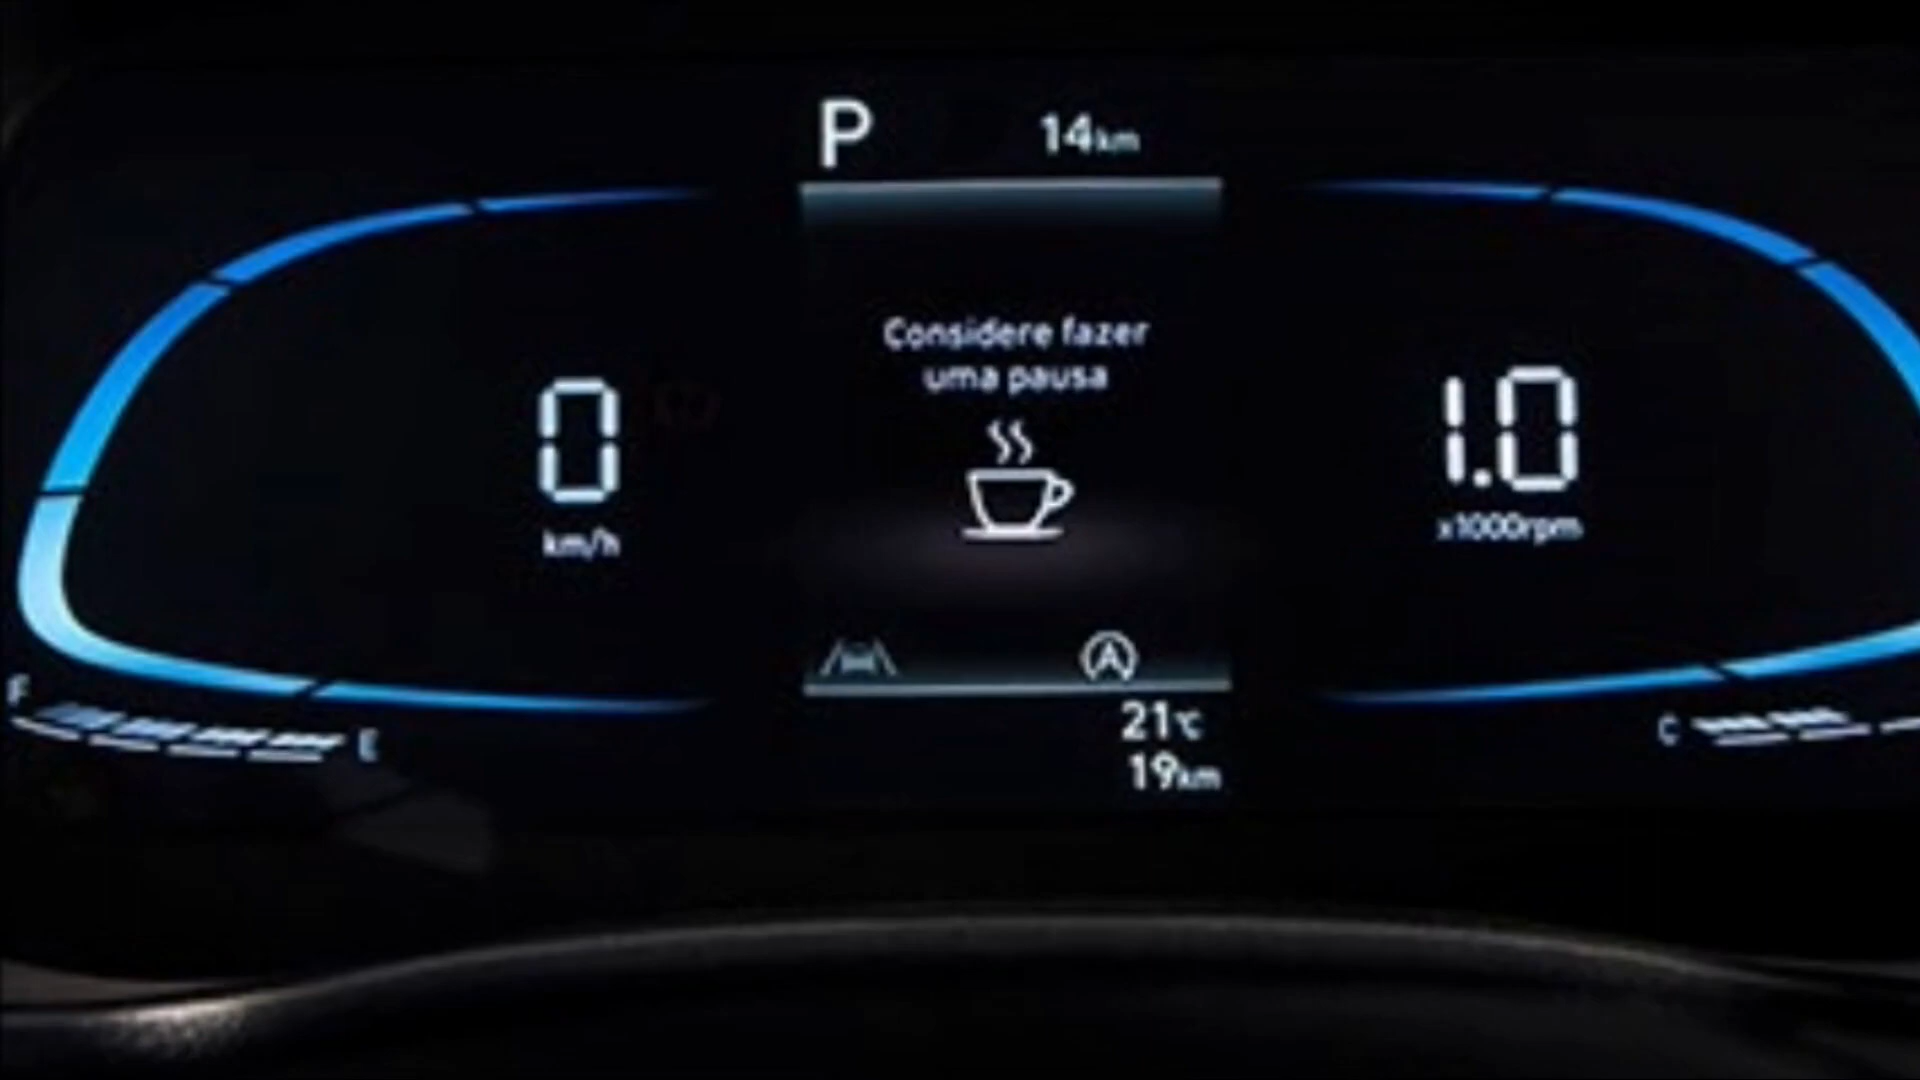 P 14km
Considere fazer
uma pausa
0
km/h
1.0
x1000rpm
A
F E
C
21°C
19km